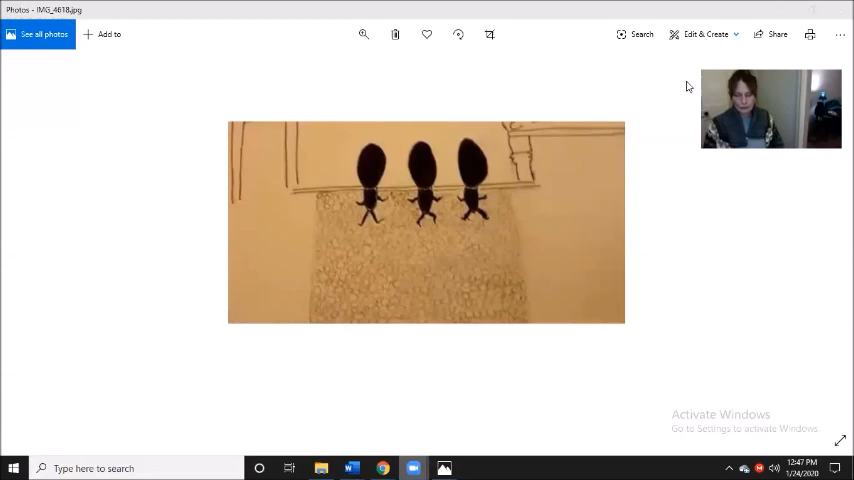 Photos - IMG_4618.jpg
See all photos
Add to
Search
Edit & Create
Share
Activate Windows
Go to Settings to activate Windows.
Type here to search
12:47 PM
1/24/2020